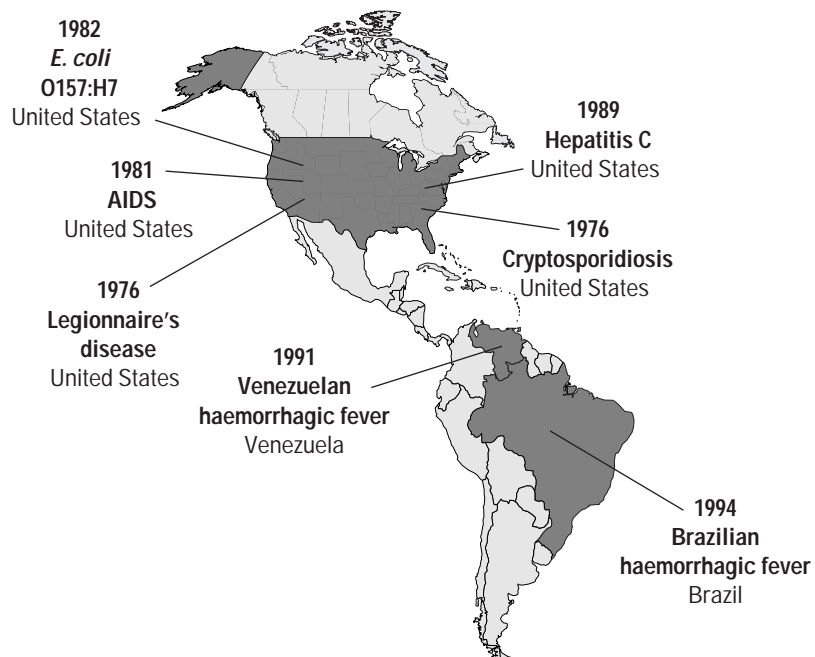 1982
E. coli
O157:H7
United States
1989
Hepatitis C
United States
1981
AIDS
United States
1976
Cryptosporidiosis
United States
1976
Legionnaire's
disease
United States
1991
Venezuelan
haemorrhagic fever
Venezuela
1994
Brazilian
haemorrhagic fever
Brazil